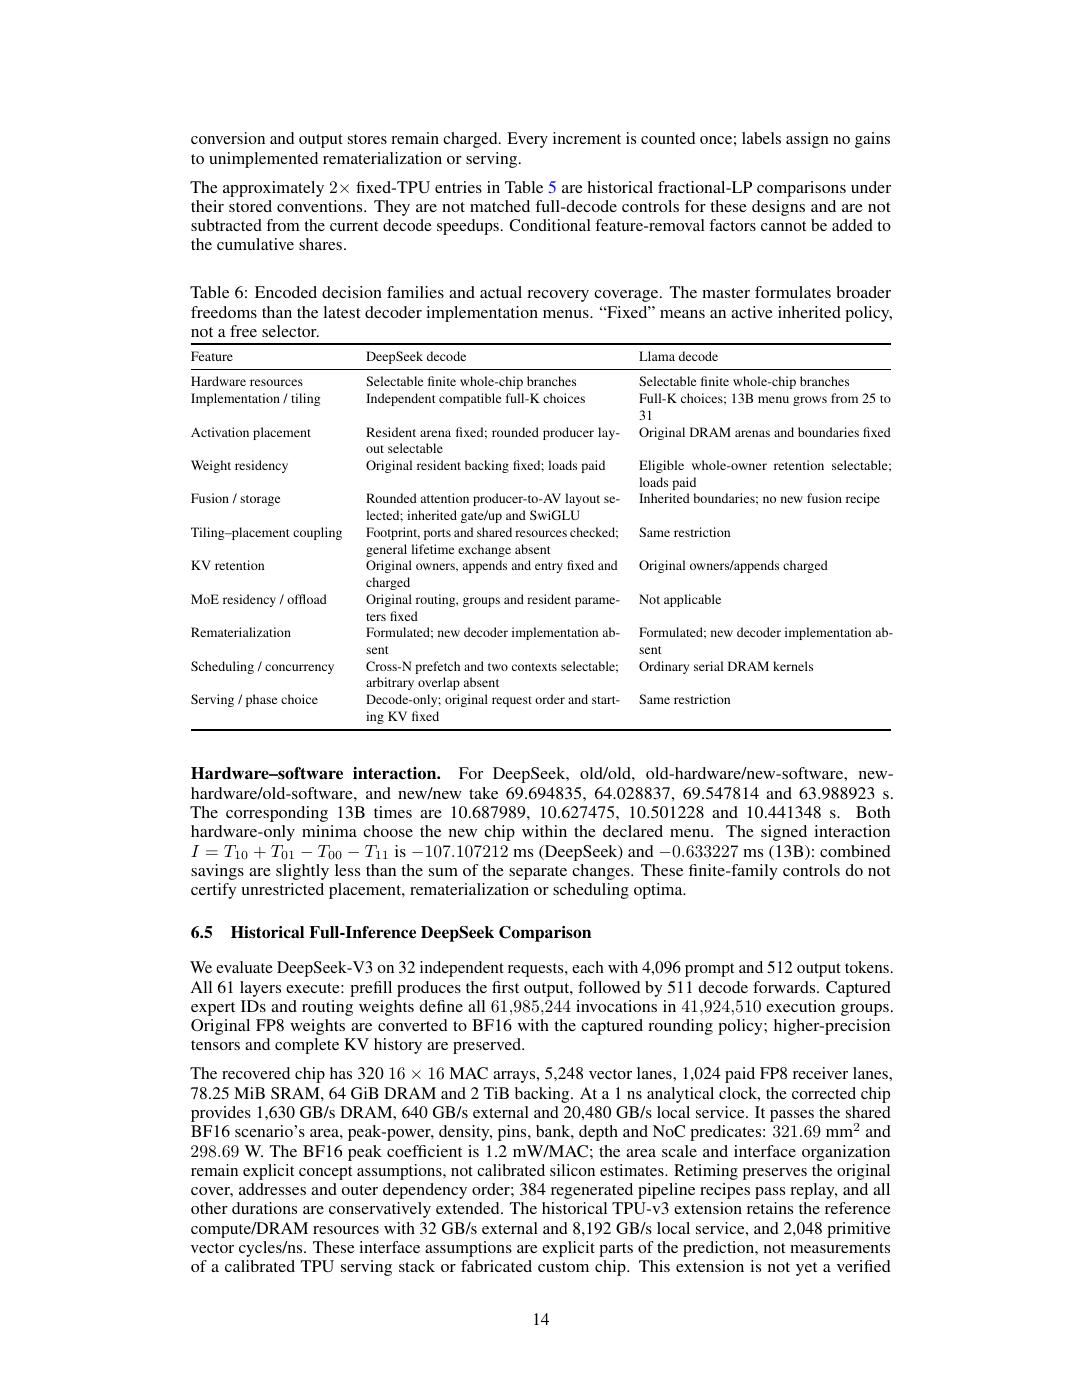 conversion and output stores remain charged. Every increment is counted once; labels assign no gains
to unimplemented rematerialization or serving.
The approximately 2× fixed-TPU entries in Table 5 are historical fractional-LP comparisons under
their stored conventions. They are not matched full-decode controls for these designs and are not
subtracted from the current decode speedups. Conditional feature-removal factors cannot be added to
the cumulative shares.
Table 6: Encoded decision families and actual recovery coverage. The master formulates broader
freedoms than the latest decoder implementation menus. “Fixed” means an active inherited policy,
not a free selector.
Feature DeepSeek decode Llama decode
Hardware resources Selectable finite whole-chip branches Selectable finite whole-chip branches
Implementation / tiling Independent compatible full-K choices Full-K choices; 13B menu grows from 25 to
31
Activation placement Resident arena fixed; rounded producer lay- Original DRAM arenas and boundaries fixed
out selectable
Weight residency Original resident backing fixed; loads paid Eligible whole-owner retention selectable;
loads paid
Fusion / storage Rounded attention producer-to-AV layout se- Inherited boundaries; no new fusion recipe
lected; inherited gate/up and SwiGLU
Tiling–placement coupling Footprint, ports and shared resources checked; Same restriction
general lifetime exchange absent
KV retention Original owners, appends and entry fixed and Original owners/appends charged
charged
MoE residency / offload Original routing, groups and resident parame- Not applicable
ters fixed
Rematerialization Formulated; new decoder implementation ab- Formulated; new decoder implementation ab-
sent sent
Scheduling / concurrency Cross-N prefetch and two contexts selectable; Ordinary serial DRAM kernels
arbitrary overlap absent
Serving / phase choice Decode-only; original request order and start- Same restriction
ing KV fixed
Hardware–software interaction. For DeepSeek, old/old, old-hardware/new-software, new-
hardware/old-software, and new/new take 69.694835, 64.028837, 69.547814 and 63.988923 s.
The corresponding 13B times are 10.687989, 10.627475, 10.501228 and 10.441348 s. Both
hardware-only minima choose the new chip within the declared menu. The signed interaction
I = T10 + T01 − T00 − T11 is −107.107212 ms (DeepSeek) and −0.633227 ms (13B): combined
savings are slightly less than the sum of the separate changes. These finite-family controls do not
certify unrestricted placement, rematerialization or scheduling optima.
6.5 Historical Full-Inference DeepSeek Comparison
We evaluate DeepSeek-V3 on 32 independent requests, each with 4,096 prompt and 512 output tokens.
All 61 layers execute: prefill produces the first output, followed by 511 decode forwards. Captured
expert IDs and routing weights define all 61,985,244 invocations in 41,924,510 execution groups.
Original FP8 weights are converted to BF16 with the captured rounding policy; higher-precision
tensors and complete KV history are preserved.
The recovered chip has 320 16 × 16 MAC arrays, 5,248 vector lanes, 1,024 paid FP8 receiver lanes,
78.25 MiB SRAM, 64 GiB DRAM and 2 TiB backing. At a 1 ns analytical clock, the corrected chip
provides 1,630 GB/s DRAM, 640 GB/s external and 20,480 GB/s local service. It passes the shared
BF16 scenario’s area, peak-power, density, pins, bank, depth and NoC predicates: 321.69 mm² and
298.69 W. The BF16 peak coefficient is 1.2 mW/MAC; the area scale and interface organization
remain explicit concept assumptions, not calibrated silicon estimates. Retiming preserves the original
cover, addresses and outer dependency order; 384 regenerated pipeline recipes pass replay, and all
other durations are conservatively extended. The historical TPU-v3 extension retains the reference
compute/DRAM resources with 32 GB/s external and 8,192 GB/s local service, and 2,048 primitive
vector cycles/ns. These interface assumptions are explicit parts of the prediction, not measurements
of a calibrated TPU serving stack or fabricated custom chip. This extension is not yet a verified
14